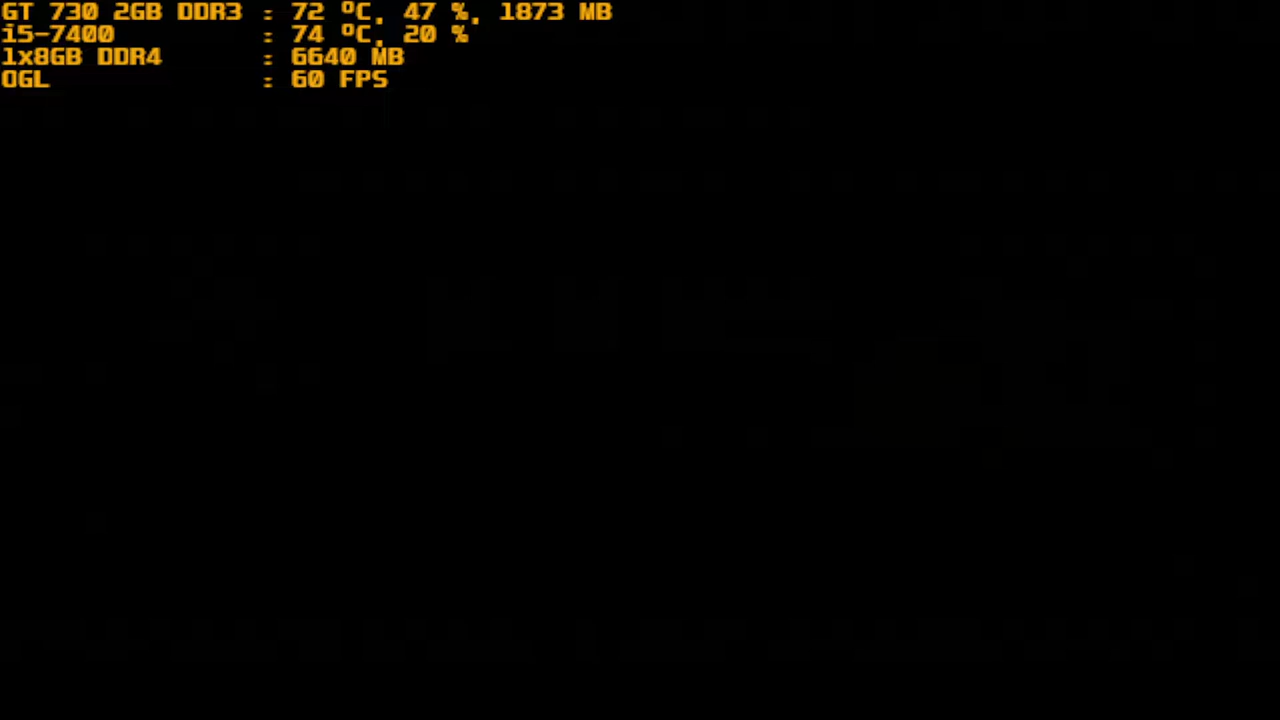 GT 730 2GB DDR3 : 72 ºC, 47 %, 1873 MB
i5-7400 : 74 ºC, 20 %
1x8GB DDR4 : 6640 MB
OGL : 60 FPS